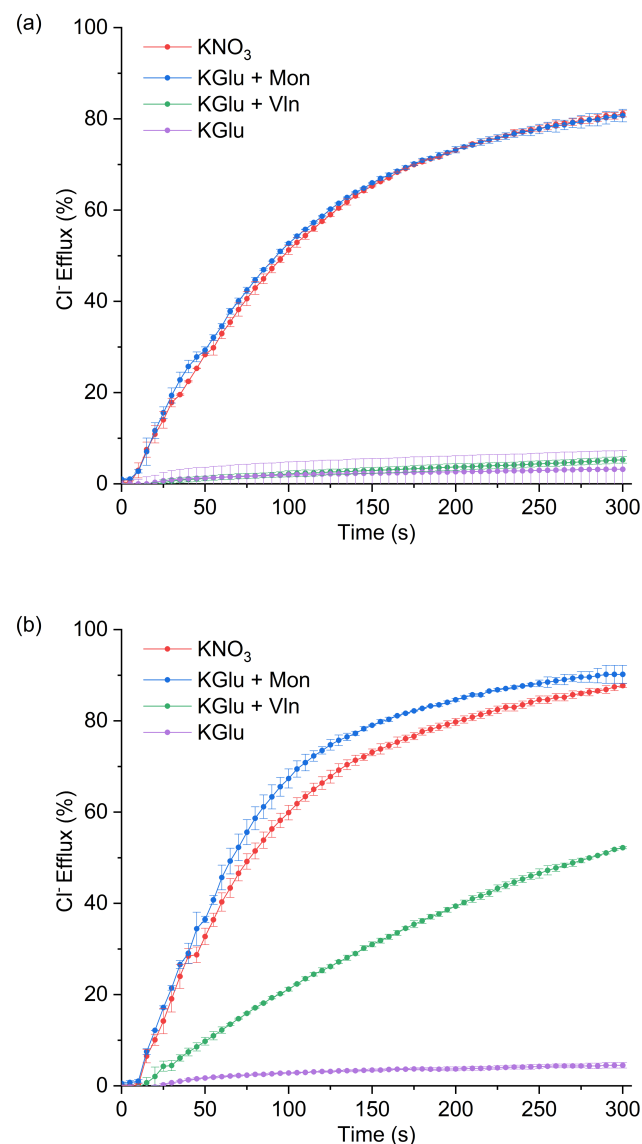 (a)
100
80
60
40
20
0
Cl⁻ Efflux (%)
KNO₃
KGlu + Mon
KGlu + Vln
KGlu
0 50 100 150 200 250 300
Time (s)
(b)
100
80
60
40
20
0
Cl⁻ Efflux (%)
KNO₃
KGlu + Mon
KGlu + Vln
KGlu
0 50 100 150 200 250 300
Time (s)